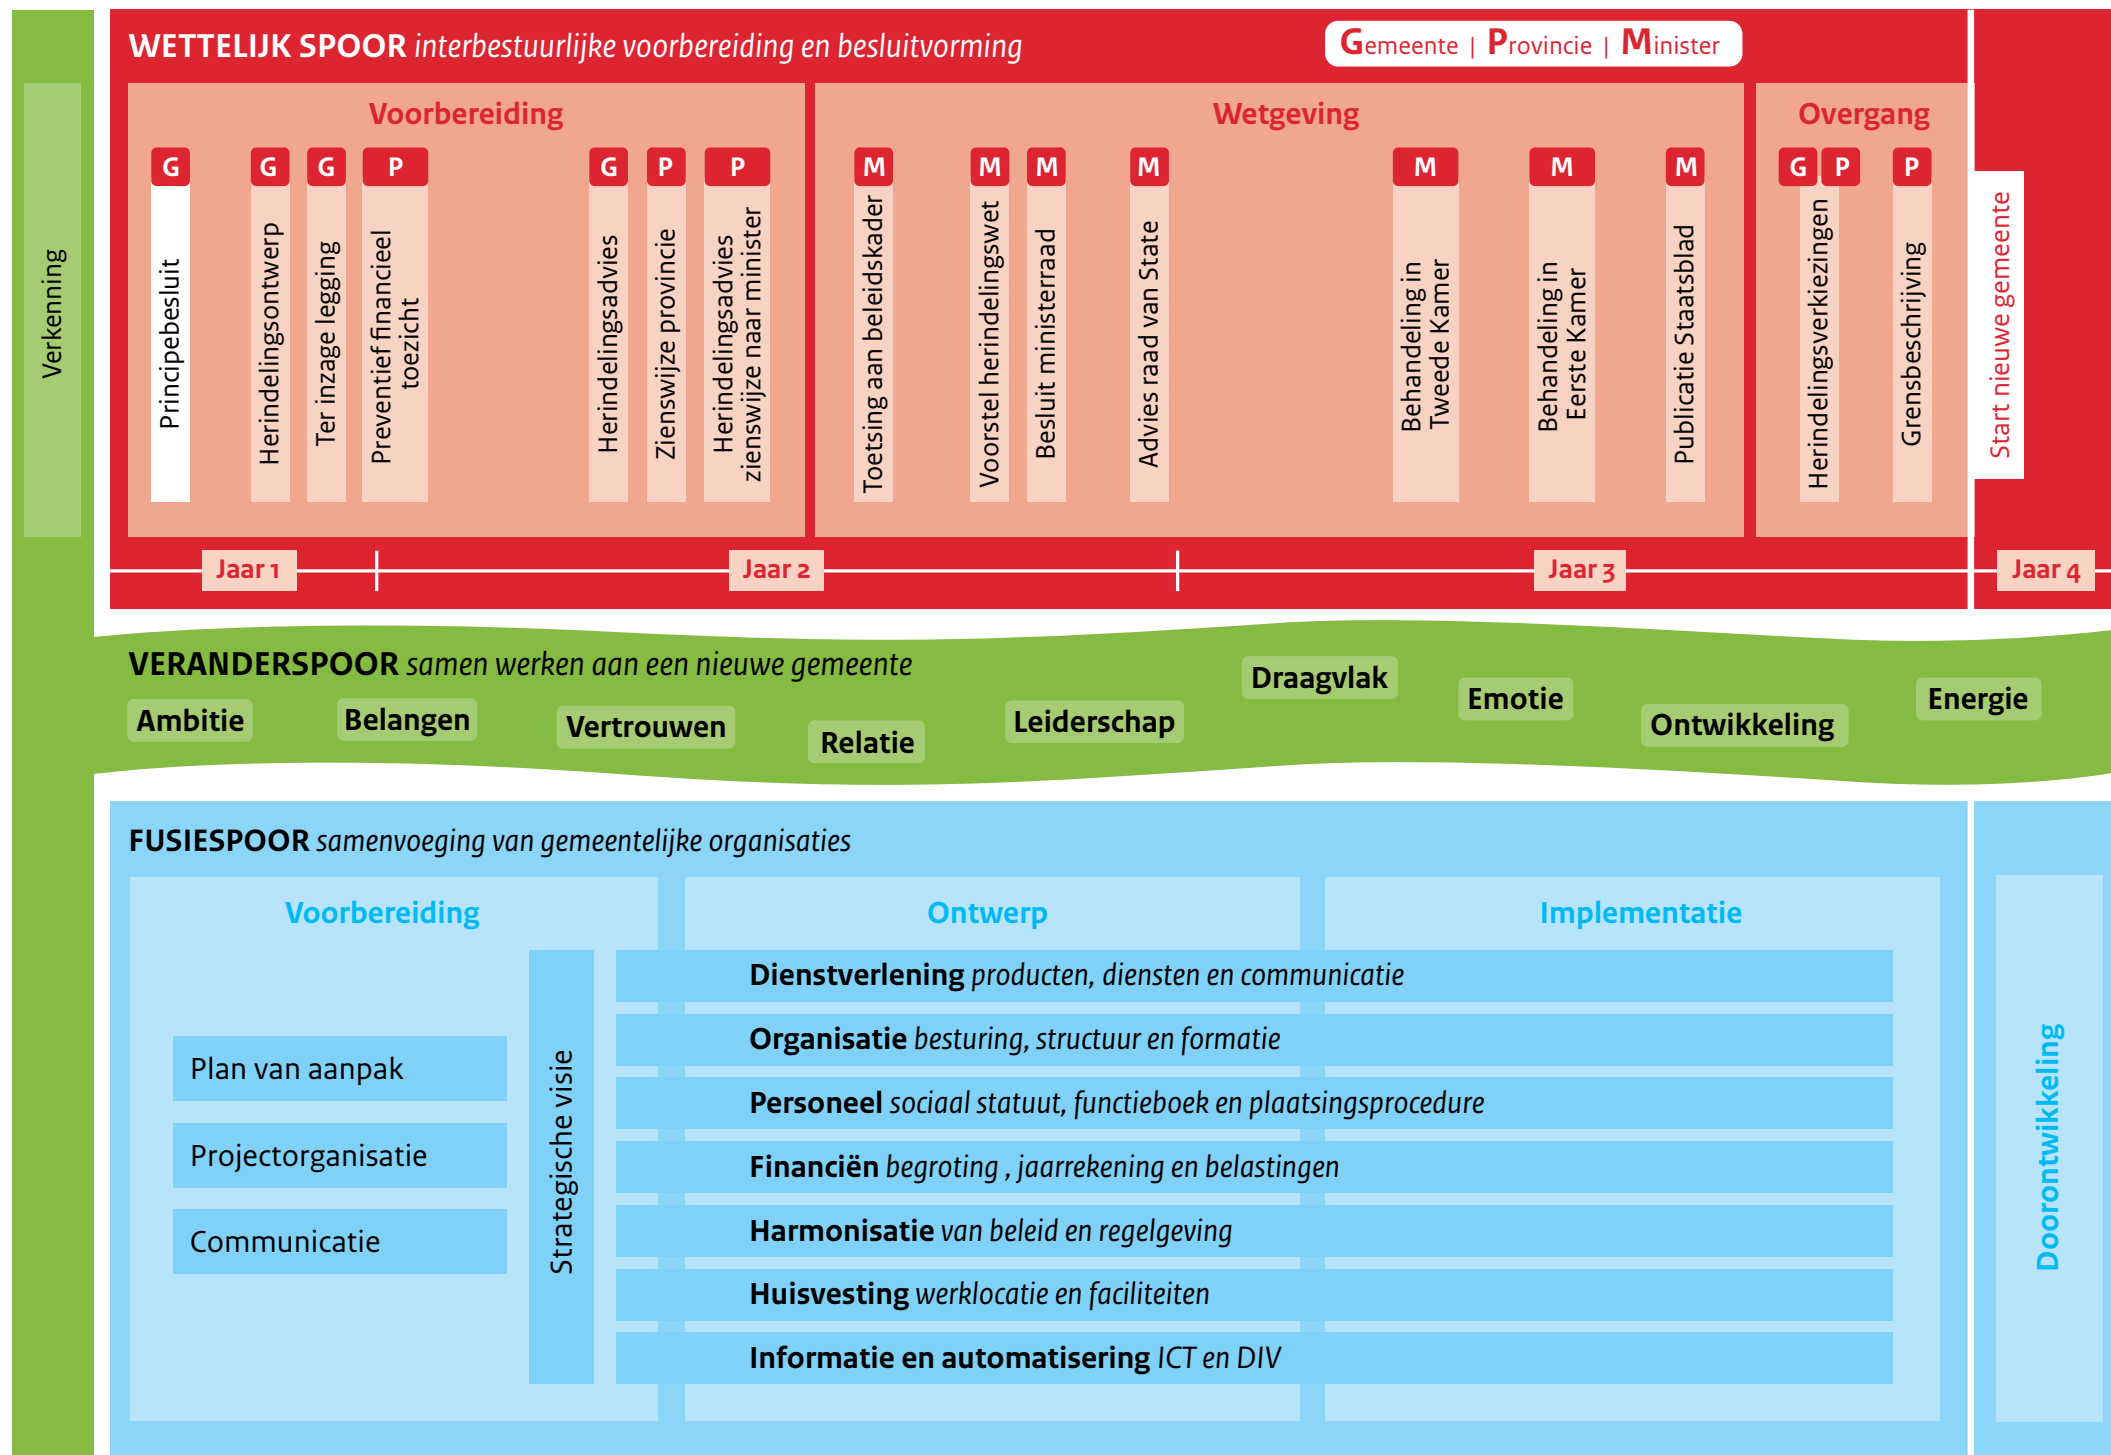 Verkenning
WETTELIJK SPOOR interbestuurlijke voorbereiding en besluitvorming
Gemeente | Provincie | Minister
Voorbereiding
G
Principebesluit
G
Herindelingsontwerp
G
Ter inzage legging
P
Preventief financieel
toezicht
G
Herindelingsadvies
P
Zienswijze provincie
P
Herindelingsadvies
zienswijze naar minister
Wetgeving
M
Toetsing aan beleidskader
M
Voorstel herindelingswet
M
Besluit ministerraad
M
Advies raad van State
M
Behandeling in
Tweede Kamer
M
Behandeling in
Eerste Kamer
M
Publicatie Staatsblad
Overgang
G P
Herindelingsverkiezingen
P
Grensbeschrijving
Start nieuwe gemeente
Jaar 1
Jaar 2
Jaar 3
Jaar 4
VERANDERSPOOR samen werken aan een nieuwe gemeente
Ambitie
Belangen
Vertrouwen
Relatie
Leiderschap
Draagvlak
Emotie
Ontwikkeling
Energie
FUSIESPOOR samenvoeging van gemeentelijke organisaties
Voorbereiding
Plan van aanpak
Projectorganisatie
Communicatie
Strategische visie
Ontwerp
Implementatie
Dienstverlening producten, diensten en communicatie
Organisatie besturing, structuur en formatie
Personeel sociaal statuut, functieboek en plaatsingsprocedure
Financiën begroting , jaarrekening en belastingen
Harmonisatie van beleid en regelgeving
Huisvesting werklocatie en faciliteiten
Informatie en automatisering ICT en DIV
Doorontwikkeling